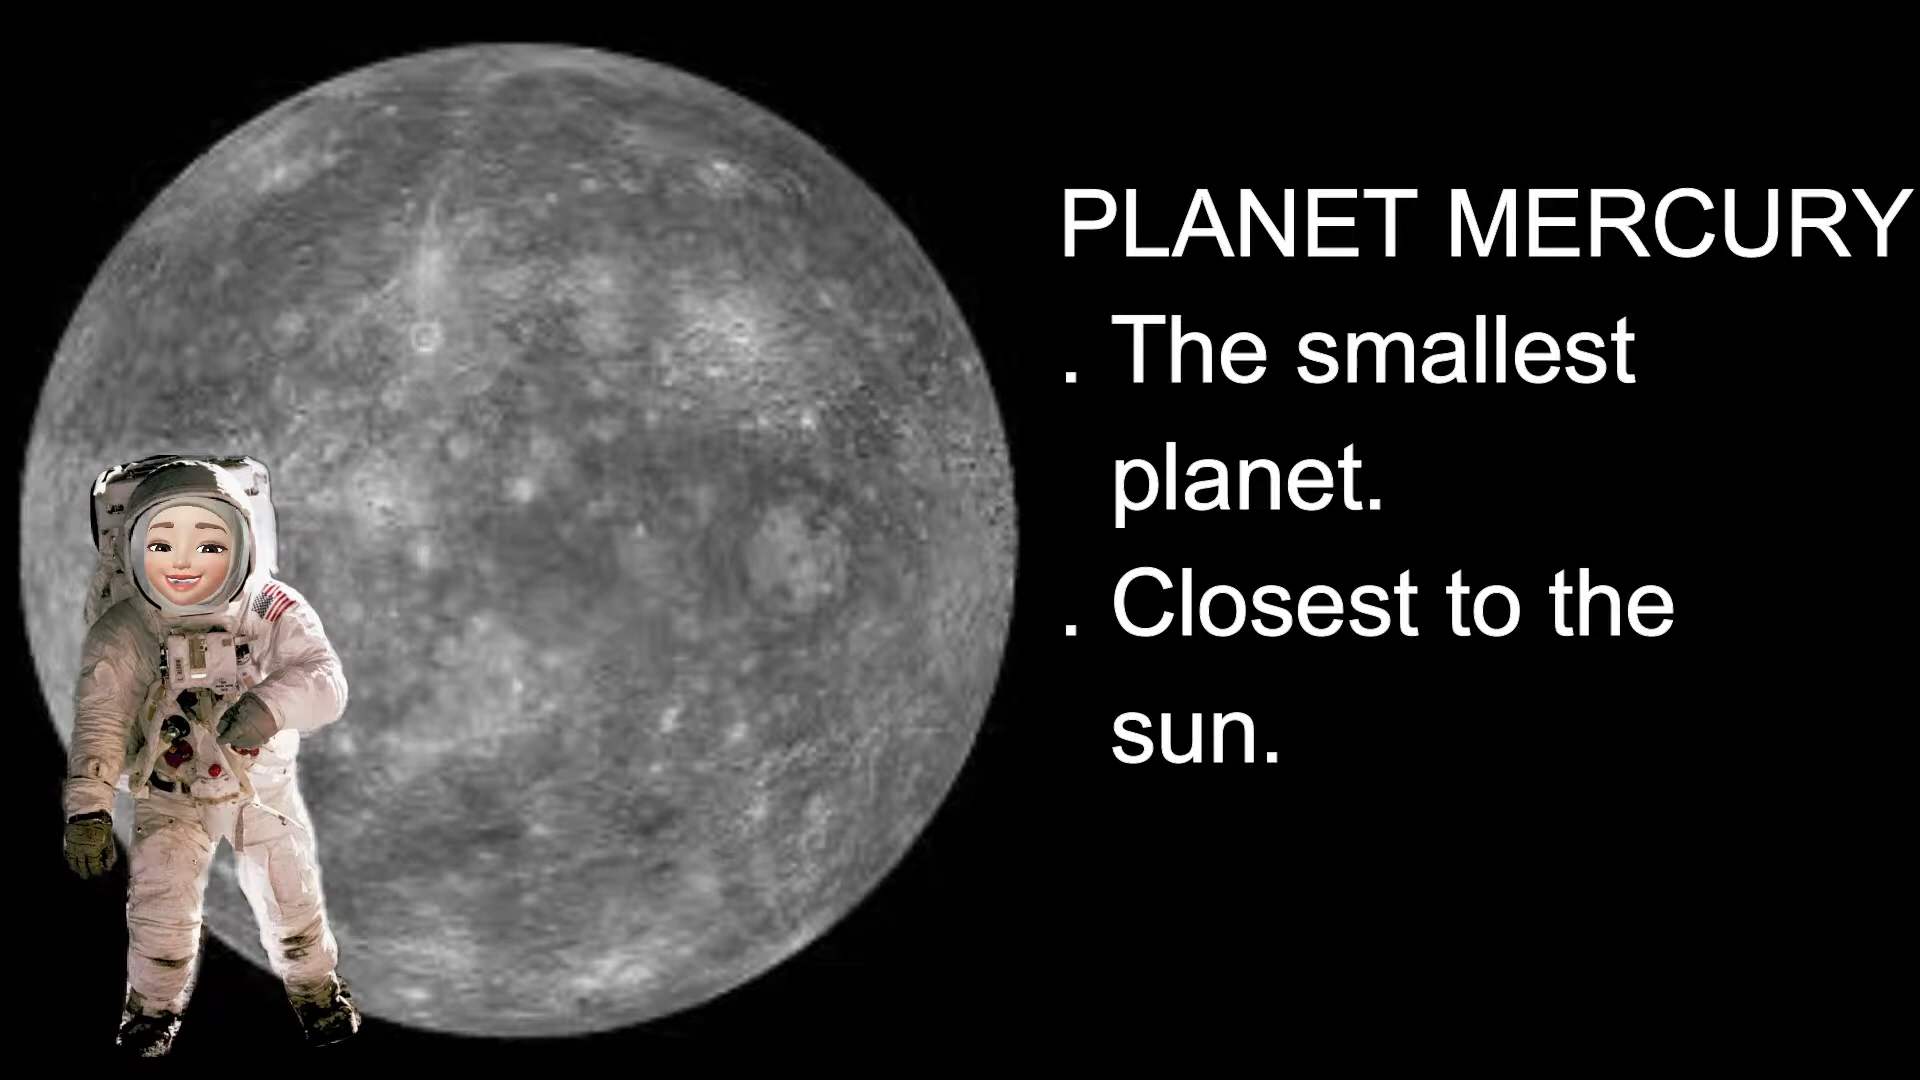 PLANET MERCURY
. The smallest
planet.
. Closest to the
sun.